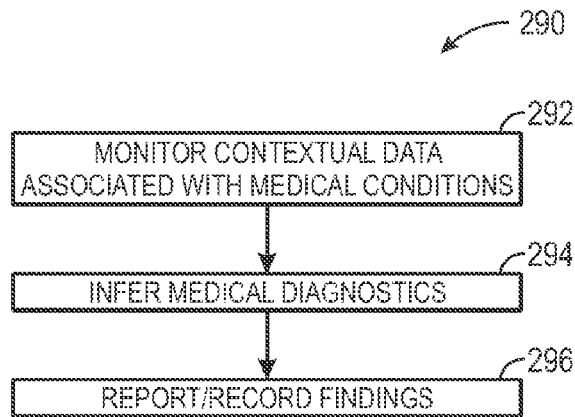 290
292
MONITOR CONTEXTUAL DATA
ASSOCIATED WITH MEDICAL CONDITIONS
294
INFER MEDICAL DIAGNOSTICS
296
REPORT/RECORD FINDINGS